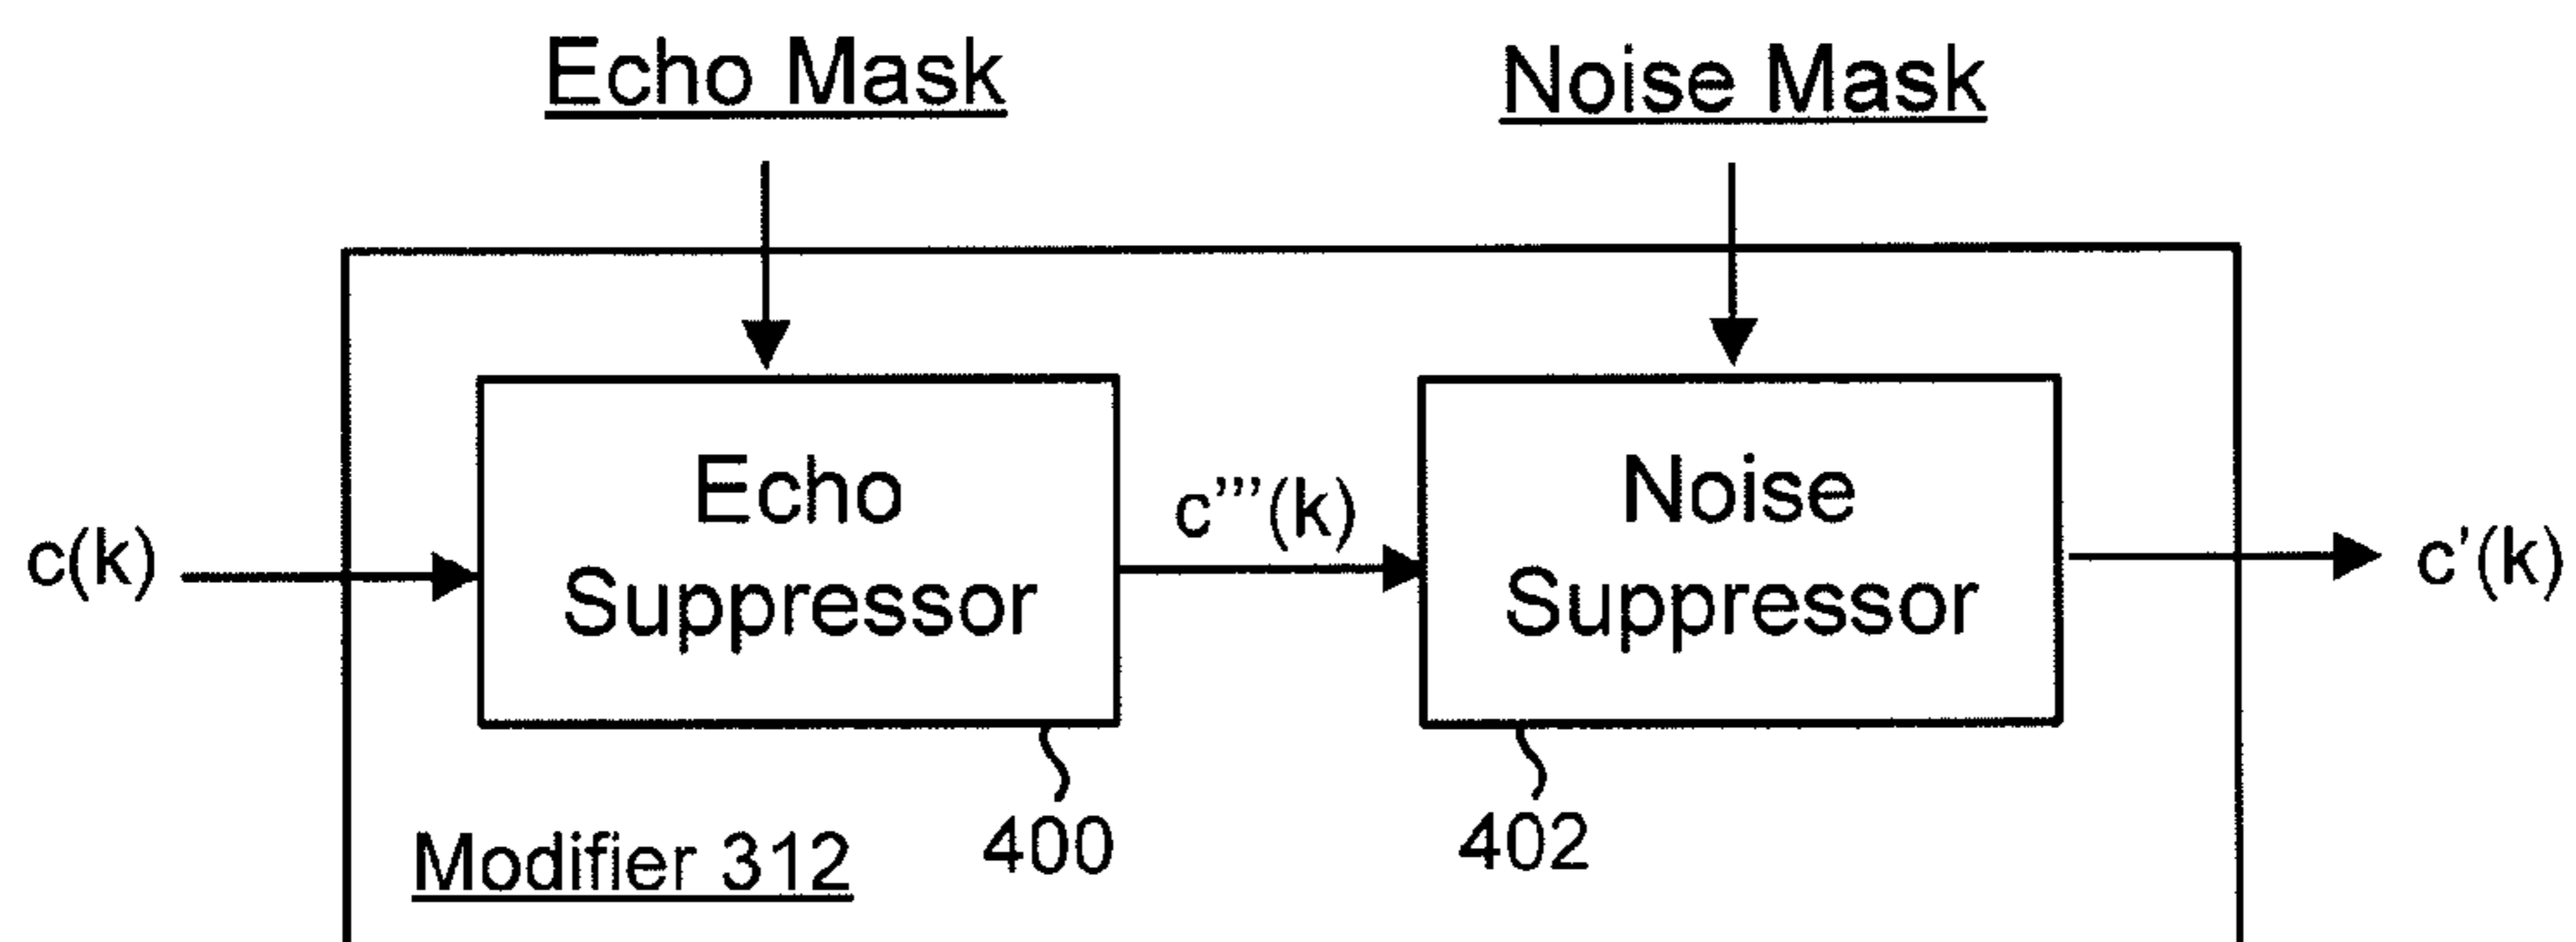 Echo Mask
Noise Mask
Echo
Suppressor
Noise
Suppressor
c(k)
c’’’(k)
c’(k)
400
402
Modifier 312